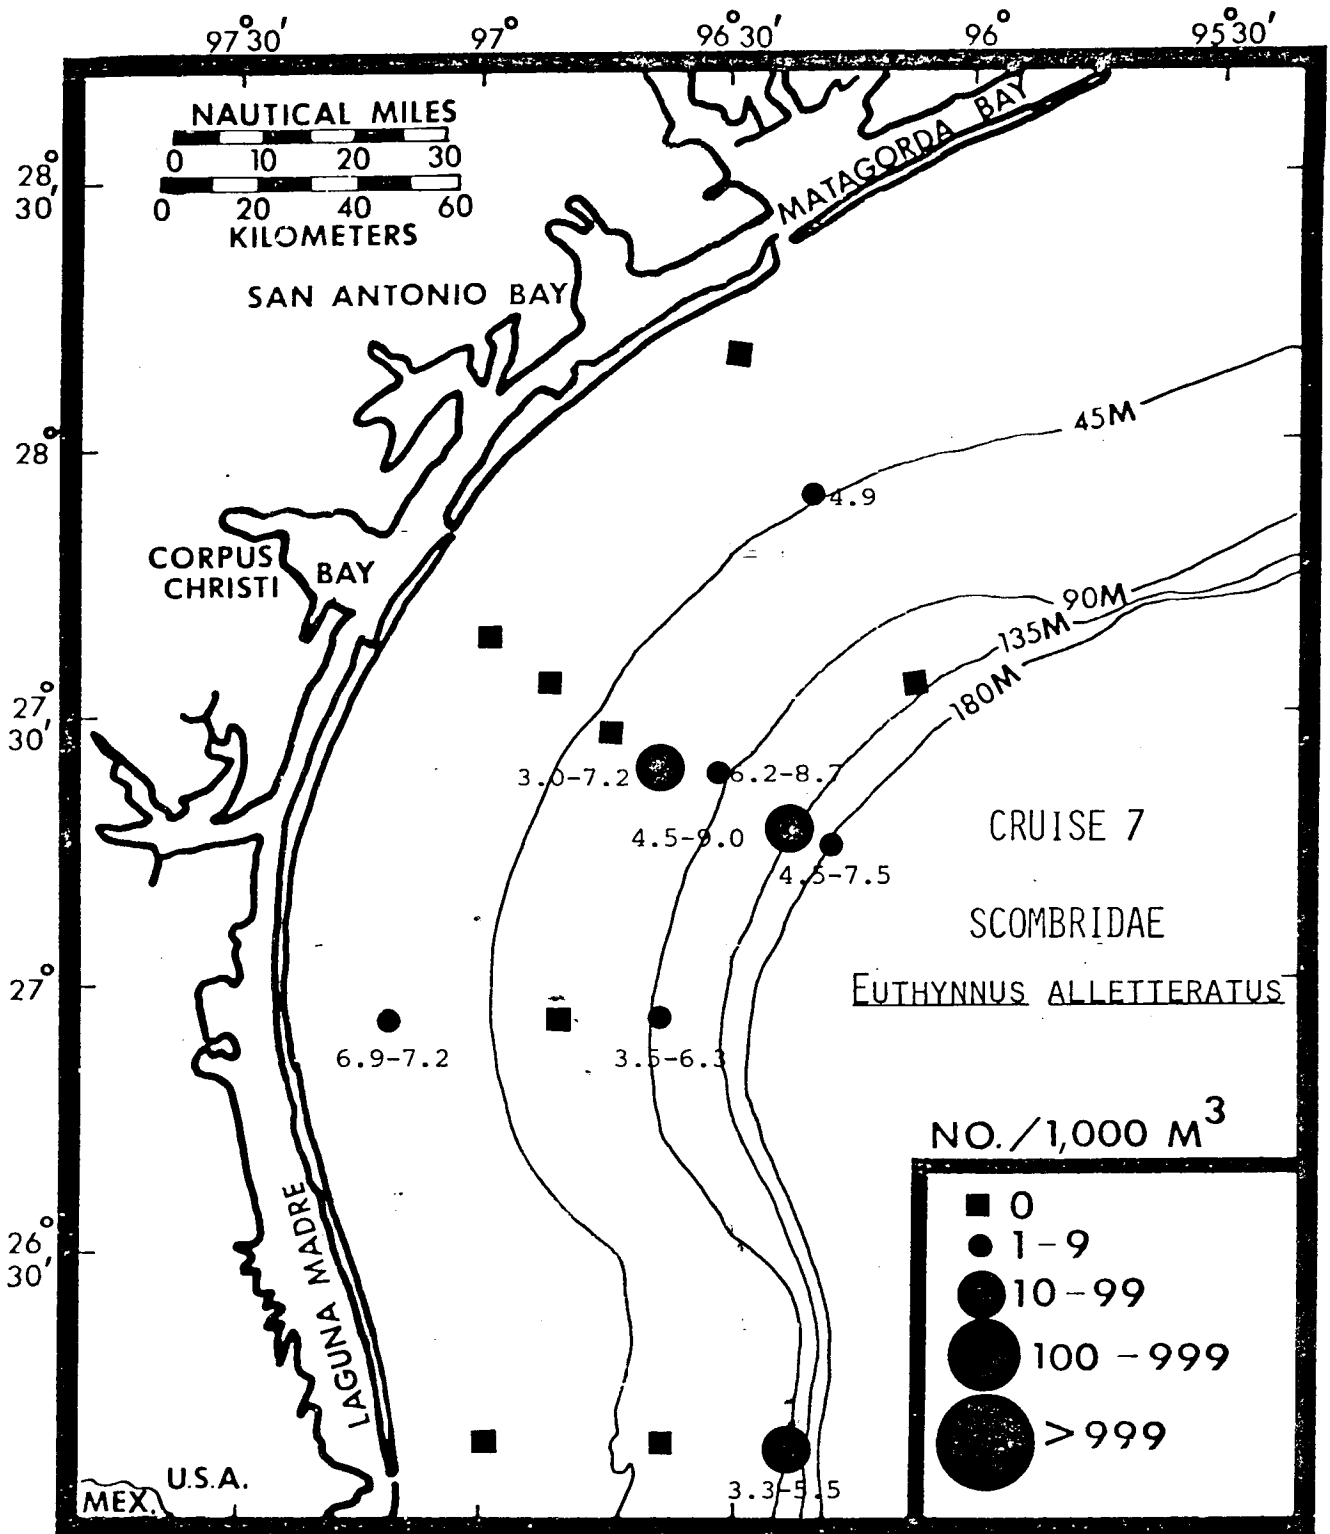 97°30' 97° 96°30' 96° 95°30'
NAUTICAL MILES
0 10 20 30
0 20 40 60
KILOMETERS
28°30'
MATAGORDA BAY
SAN ANTONIO BAY
45M
28°
4.9
CORPUS
CHRISTI BAY
90M
135M
180M
27°30'
3.0-7.2
6.2-8.7
4.5-9.0
4.5-7.5
CRUISE 7
SCOMBRIDAE
EUTHYNNUS ALLETTERATUS
27°
6.9-7.2
3.5-6.3
NO./1,000 M³
26°30'
LAGUNA MADRE
0
1-9
10-99
100-999
>999
3.3-5.5
U.S.A.
MEX.